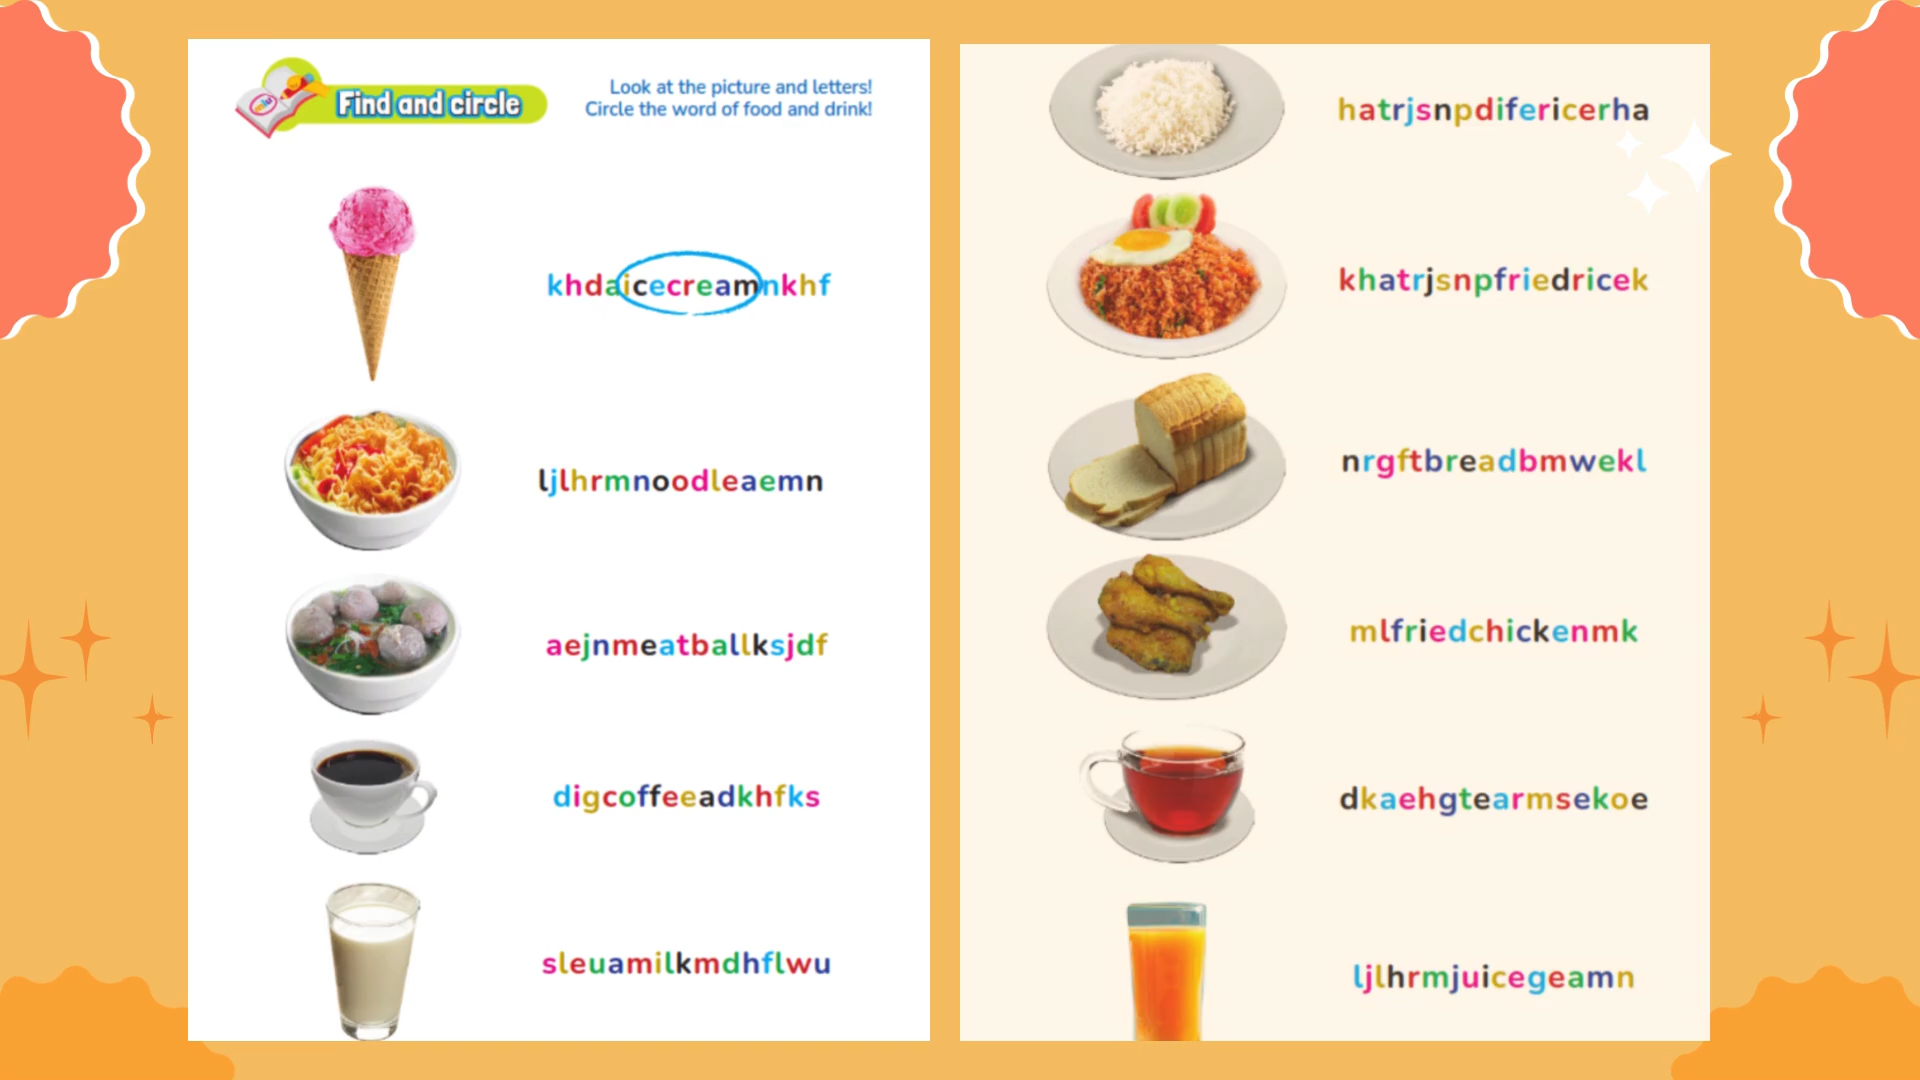 Find and circle
Look at the picture and letters!
Circle the word of food and drink!
khdaicecreamnkhf
ljlhrmnoodleaemn
aejnmeatballksjdf
digcoffeeadkhfks
sleuamilkmdhflwu
hatrjsnpdifericerha
khatrjsnpfriedricek
nrgftbreadbmwekl
mlfriedchickenmk
dkaehgtearmsekoe
ljlhrmjuicegeamn